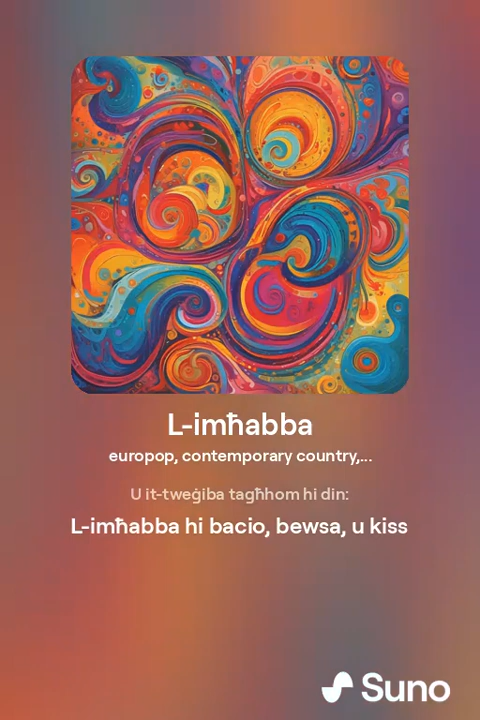 L-imħabba
europop, contemporary country,...
U it-tweġiba tagħhom hi din:
L-imħabba hi bacio, bewsa, u kiss
Suno